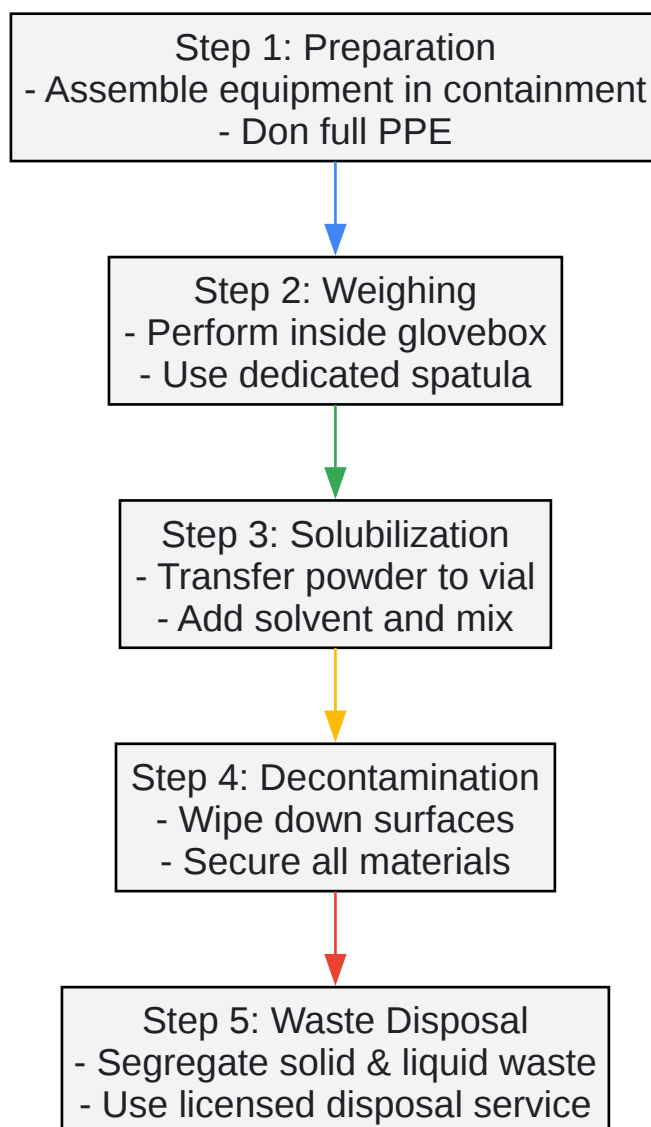 Step 1: Preparation
- Assemble equipment in containment
- Don full PPE
Step 2: Weighing
- Perform inside glovebox
- Use dedicated spatula
Step 3: Solubilization
- Transfer powder to vial
- Add solvent and mix
Step 4: Decontamination
- Wipe down surfaces
- Secure all materials
Step 5: Waste Disposal
- Segregate solid & liquid waste
- Use licensed disposal service